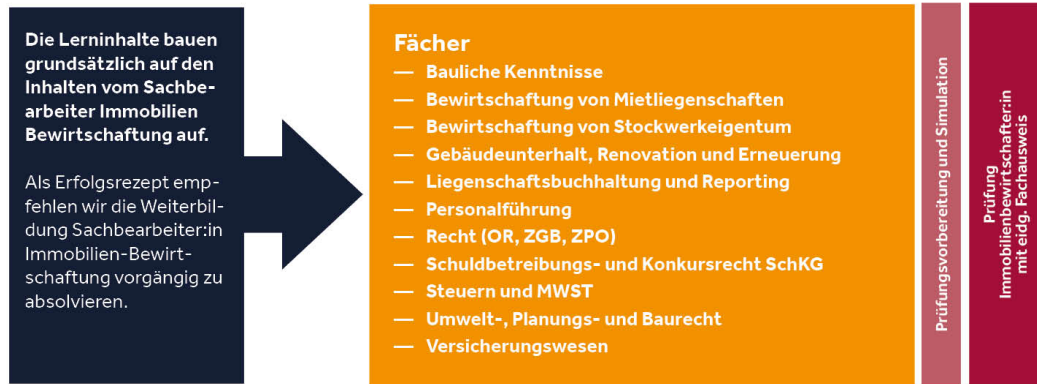 Die Lerninhalte bauen
grundsätzlich auf den
Inhalten vom Sachbe-
arbeiter Immobilien
Bewirtschaftung auf.
Als Erfolgsrezept emp-
fehlen wir die Weiterbil-
dung Sachbearbeiter:in
Immobilien-Bewirt-
schaftung vorgängig zu
absolvieren.
Fächer
— Bauliche Kenntnisse
— Bewirtschaftung von Mietliegenschaften
— Bewirtschaftung von Stockwerkeigentum
— Gebäudeunterhalt, Renovation und Erneuerung
— Liegenschaftsbuchhaltung und Reporting
— Personalführung
— Recht (OR, ZGB, ZPO)
— Schuldbetreibungs- und Konkursrecht SchKG
— Steuern und MWST
— Umwelt-, Planungs- und Baurecht
— Versicherungswesen
Prüfungsvorbereitung und Simulation
Prüfung
Immobilienbewirtschafter:in
mit eidg. Fachausweis